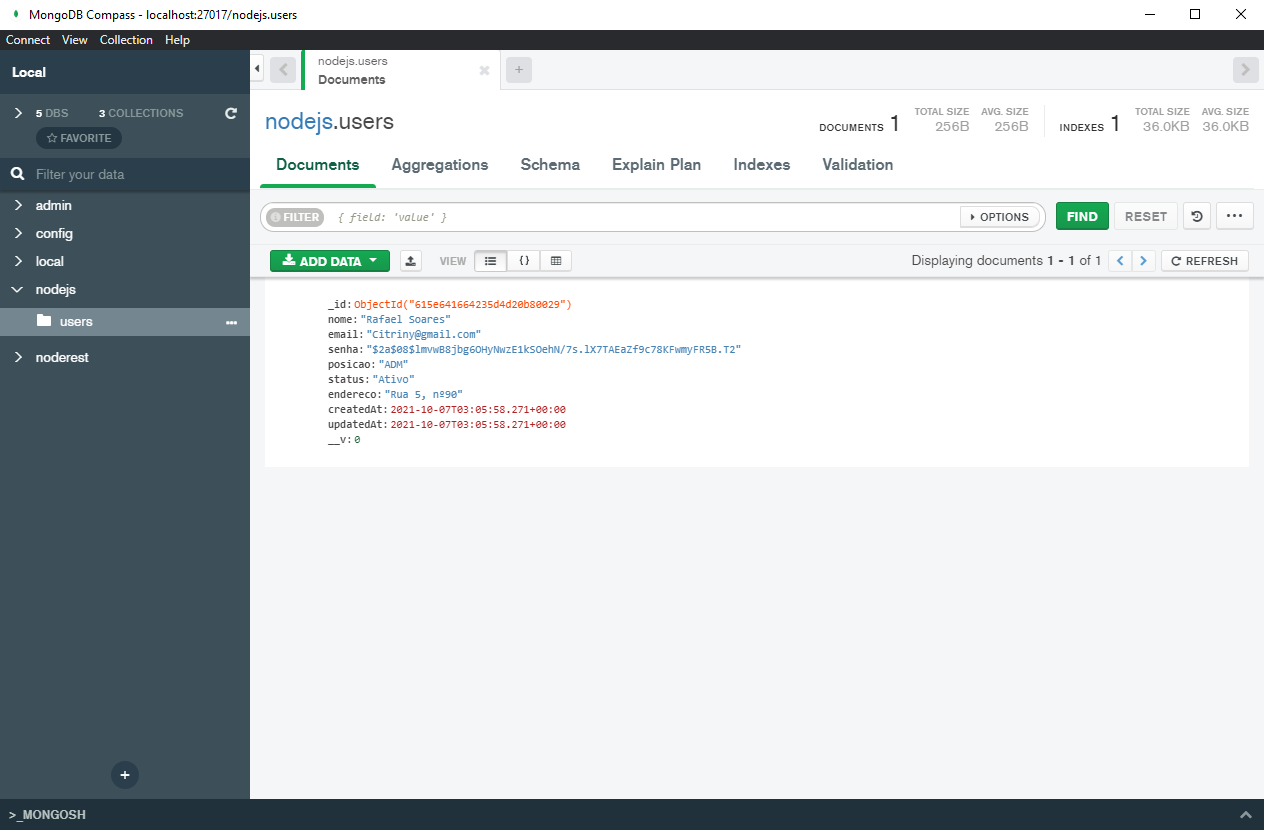 MongoDB Compass - localhost:27017/nodejs.users
Connect View Collection Help
Local
5 DBS 3 COLLECTIONS
FAVORITE
Filter your data
admin
config
local
nodejs
users
noderest
>_MONGOSH
nodejs.users
Documents
nodejs.users
DOCUMENTS 1
TOTAL SIZE
256B
AVG. SIZE
256B
INDEXES 1
TOTAL SIZE
36.0KB
AVG. SIZE
36.0KB
Documents Aggregations Schema Explain Plan Indexes Validation
FILTER { field: 'value' } OPTIONS FIND RESET
ADD DATA VIEW Displaying documents 1 - 1 of 1 REFRESH
_id: ObjectId("615e641664235d4d20b80029")
nome: "Rafael Soares"
email: "Citriny@gmail.com"
senha: "$2a$08$lmvwB8jbg6OHyNwzE1kSOehN/7s.lX7TAEaZf9c78KFwmyFR5B.T2"
posicao: "ADM"
status: "Ativo"
endereco: "Rua 5, nº90"
createdAt: 2021-10-07T03:05:58.271+00:00
updatedAt: 2021-10-07T03:05:58.271+00:00
__v: 0